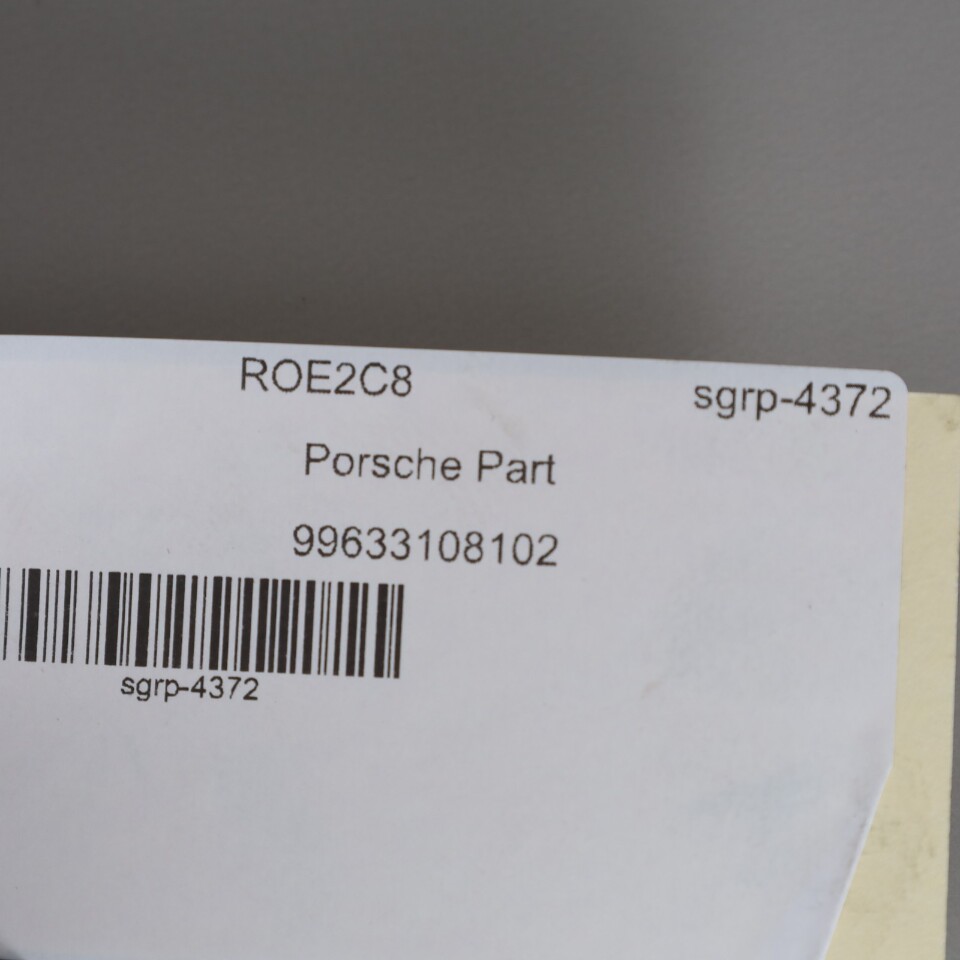 ROE2C8 sgrp-4372
Porsche Part
99633108102
sgrp-4372